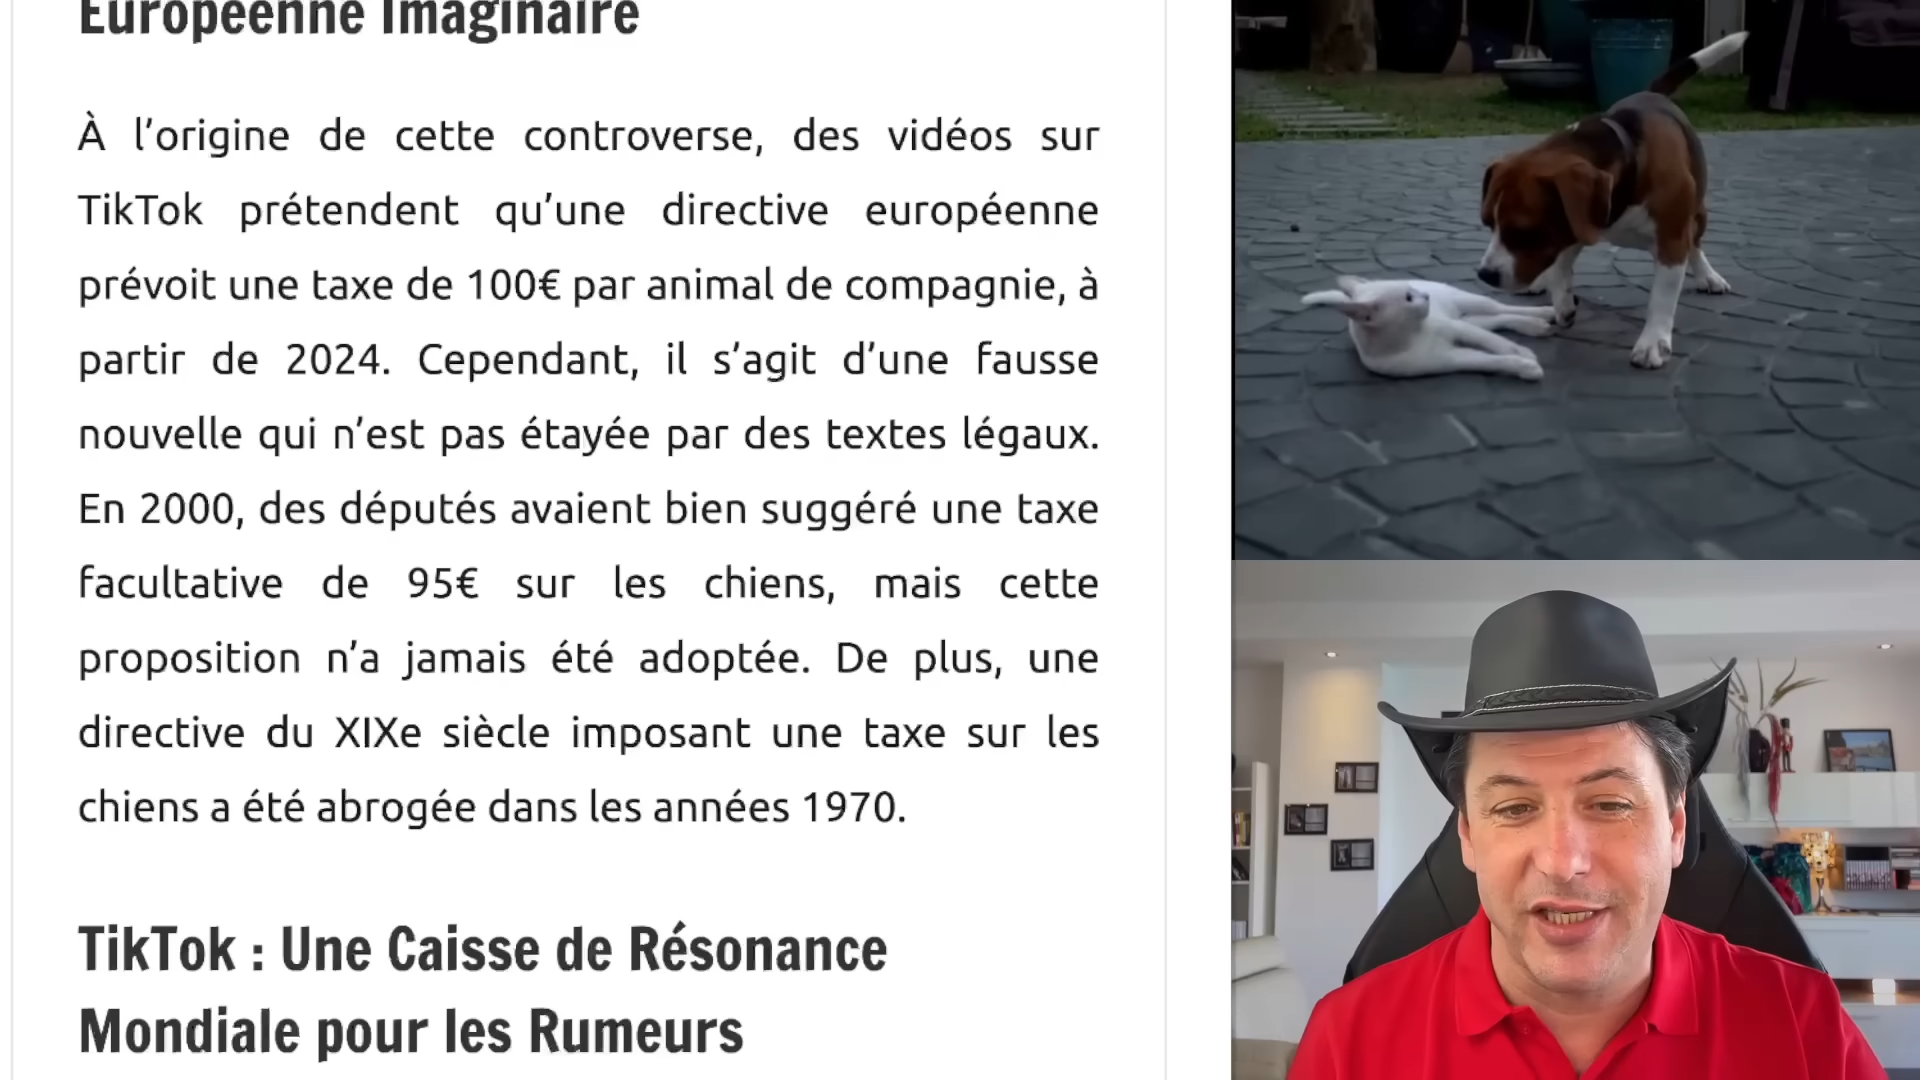 Européenne Imaginaire
À l’origine de cette controverse, des vidéos sur
TikTok prétendent qu’une directive européenne
prévoit une taxe de 100€ par animal de compagnie, à
partir de 2024. Cependant, il s’agit d’une fausse
nouvelle qui n’est pas étayée par des textes légaux.
En 2000, des députés avaient bien suggéré une taxe
facultative de 95€ sur les chiens, mais cette
proposition n’a jamais été adoptée. De plus, une
directive du XIXe siècle imposant une taxe sur les
chiens a été abrogée dans les années 1970.
TikTok : Une Caisse de Résonance
Mondiale pour les Rumeurs